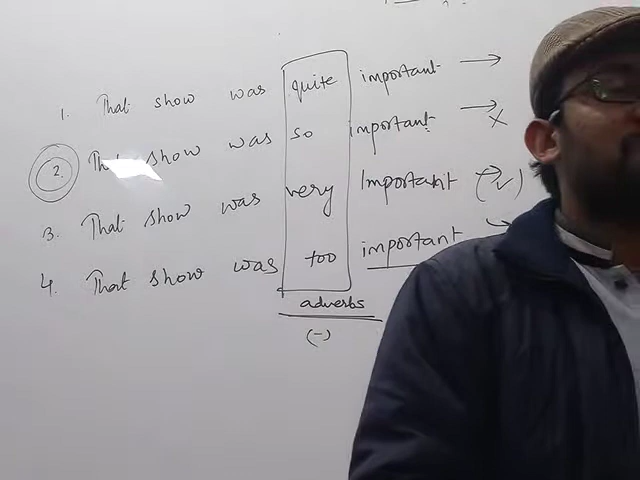 1. That show was quite important →
2. That show was so important → X
3. That show was very Important (→✓)
4. That show was too important →
adverbs
(-)